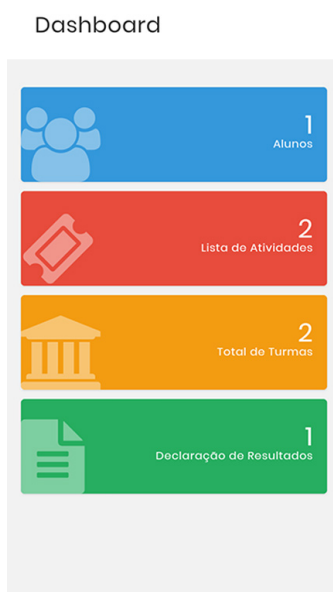 Dashboard
1
Alunos
2
Lista de Atividades
2
Total de Turmas
1
Declaração de Resultados